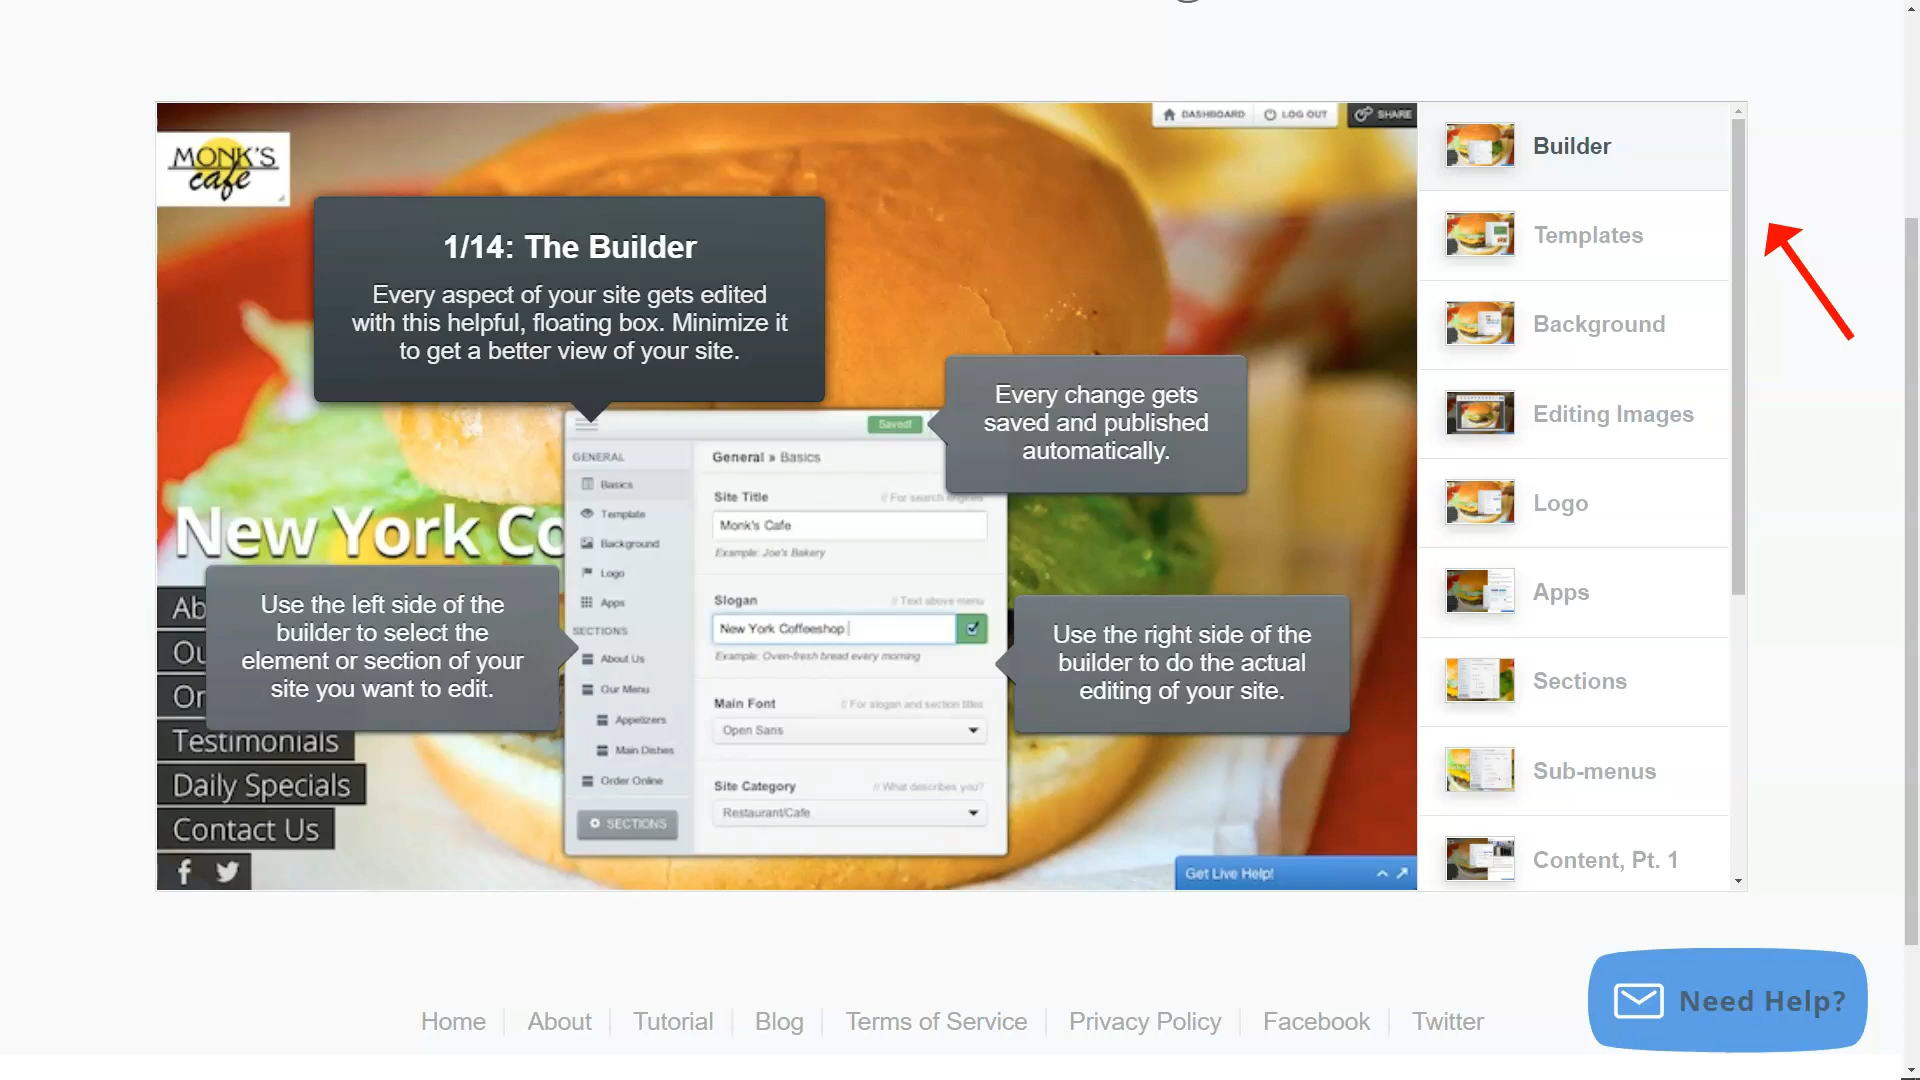 DASHBOARD
LOG OUT
SHARE
MONK'S
cafe
1/14: The Builder
Every aspect of your site gets edited
with this helpful, floating box. Minimize it
to get a better view of your site.
Every change gets
saved and published
automatically.
Saved!
GENERAL
Basics
Template
Background
Logo
Apps
SECTIONS
About Us
Our Menu
Appetizers
Main Dishes
Order Online
SECTIONS
General » Basics
Site Title
// For search engines
Monk's Cafe
Example: Joe's Bakery
Slogan
// Text above menu
New York Coffeeshop
Example: Oven-fresh bread every morning
Main Font
// For slogan and section titles
Open Sans
Site Category
// What describes you?
Restaurant/Cafe
New York Co
Use the left side of the
builder to select the
element or section of your
site you want to edit.
Use the right side of the
builder to do the actual
editing of your site.
Ab
Ou
Or
Testimonials
Daily Specials
Contact Us
Get Live Help!
Builder
Templates
Background
Editing Images
Logo
Apps
Sections
Sub-menus
Content, Pt. 1
Need Help?
Home
About
Tutorial
Blog
Terms of Service
Privacy Policy
Facebook
Twitter